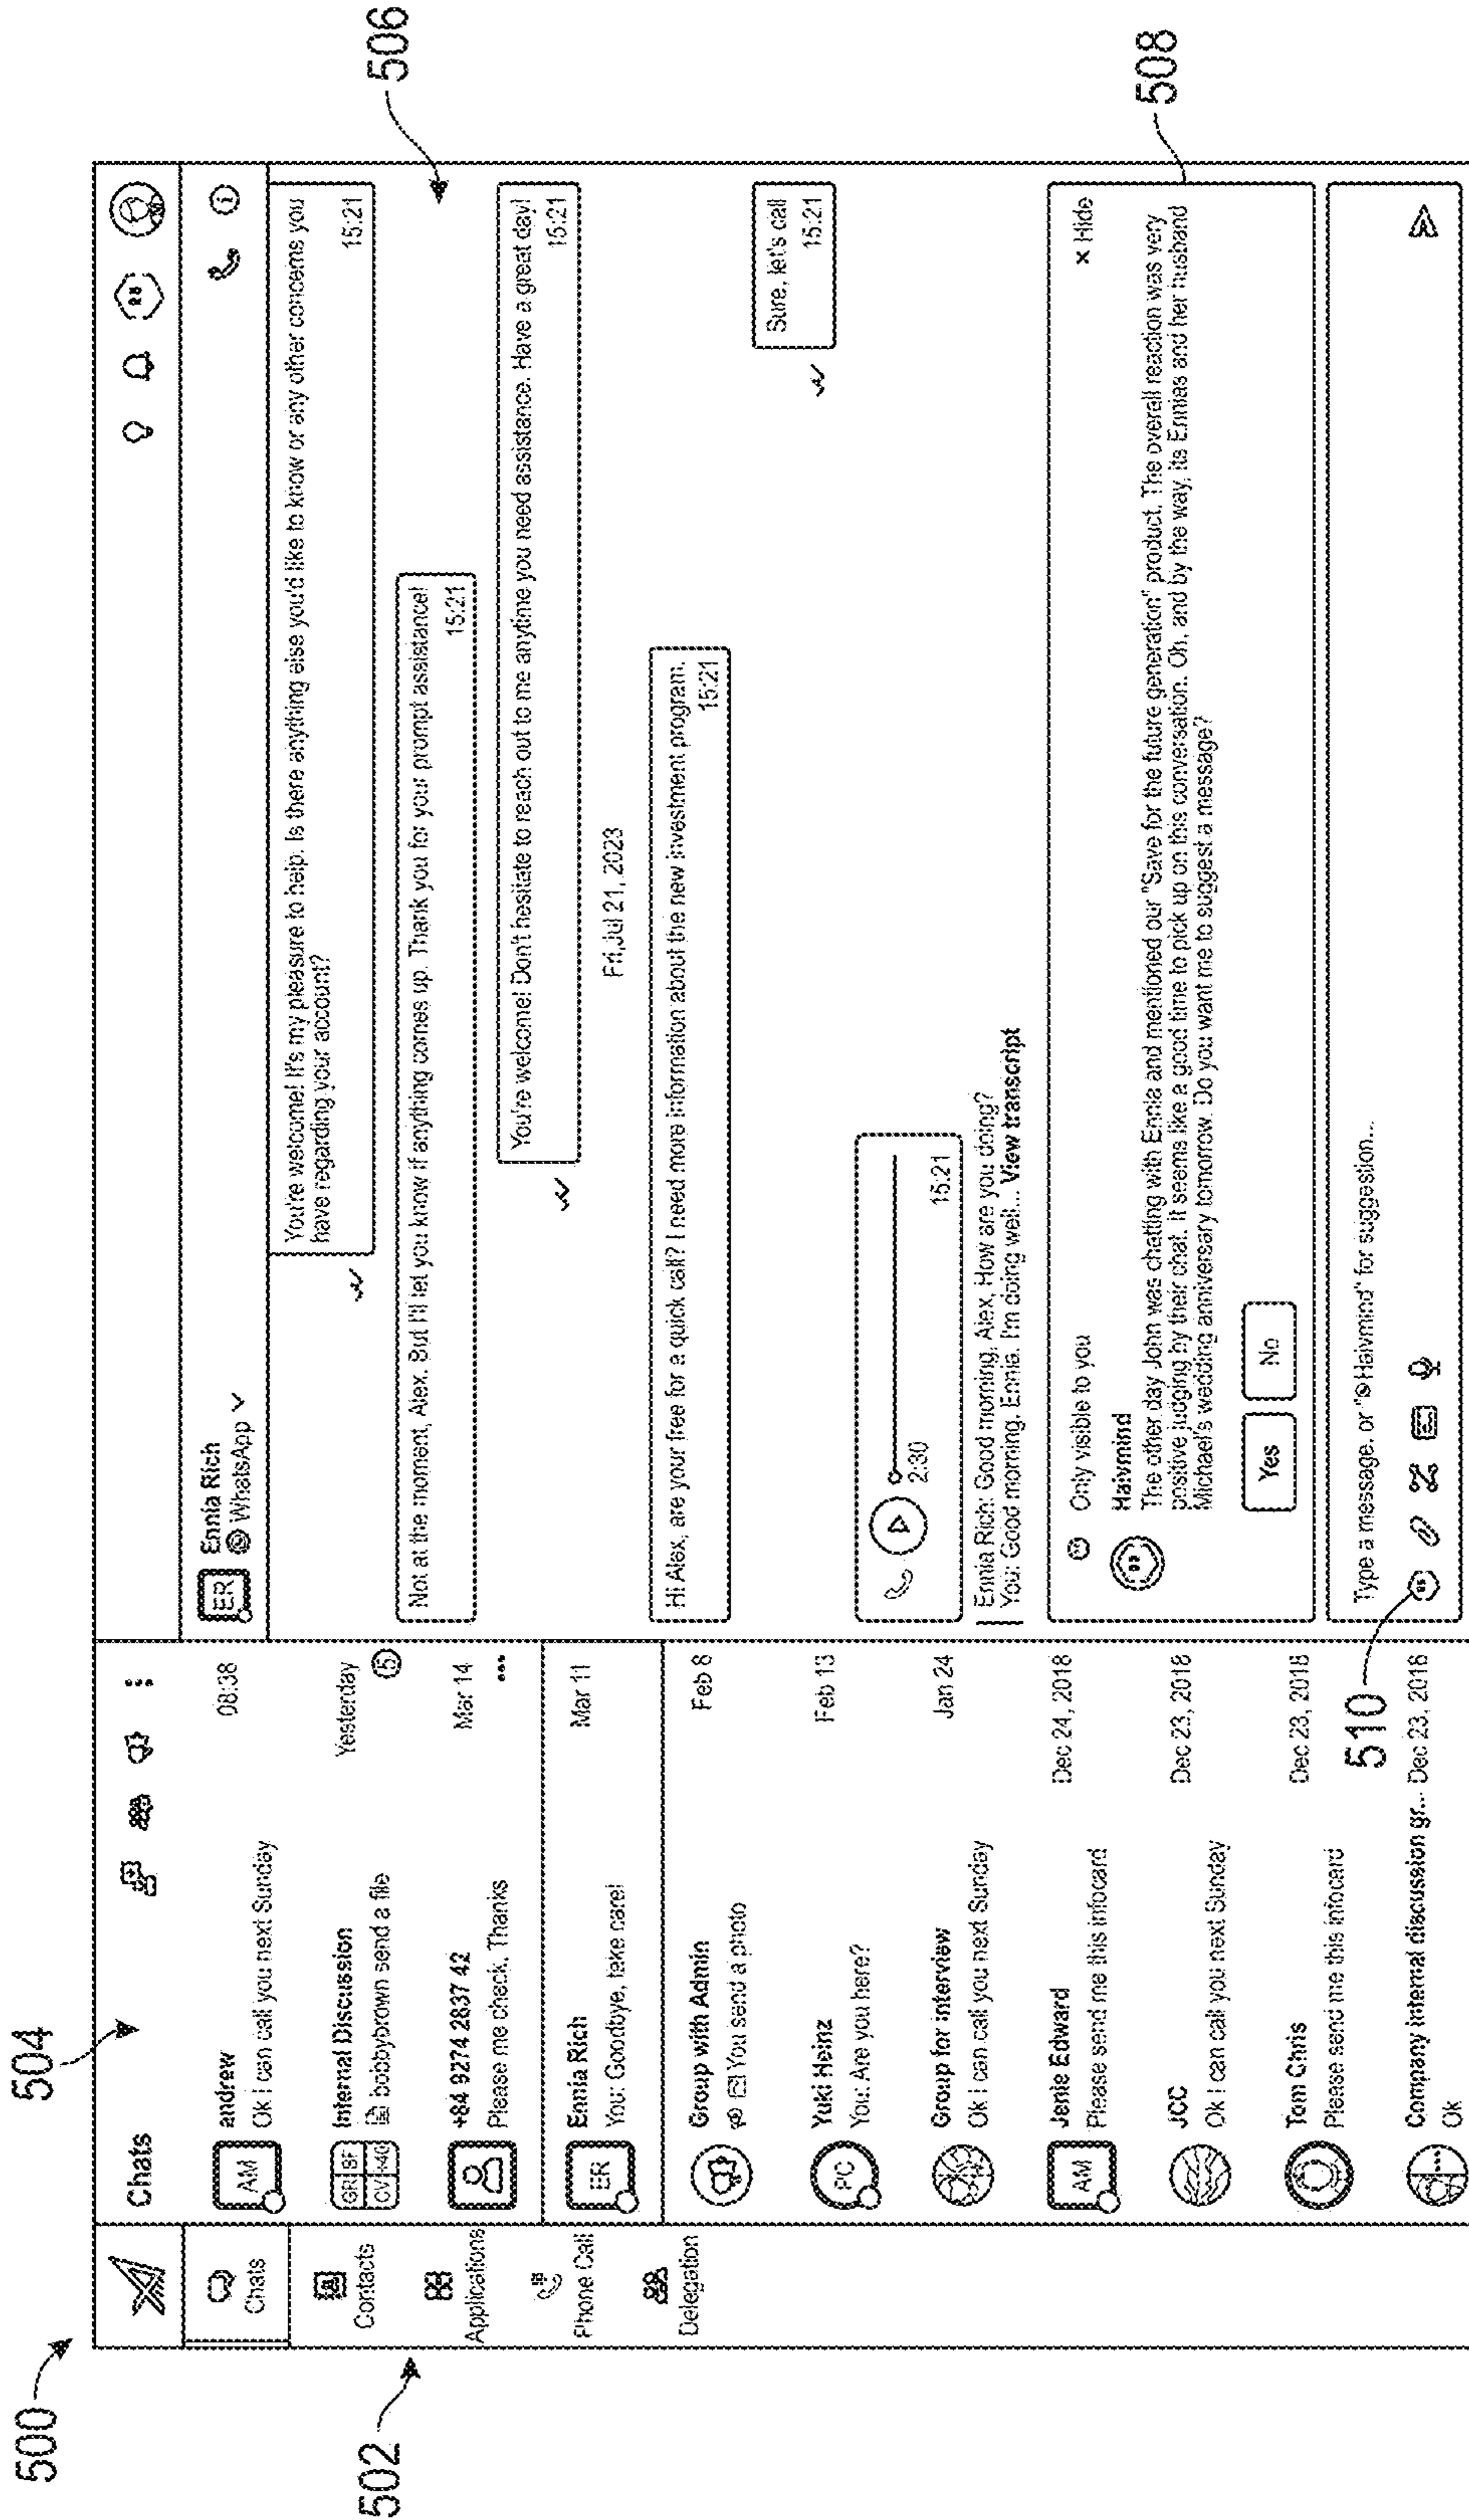 500
502
504
506
508
510
Chats
Contacts
Applications
Phone Call
Delegation
Chats
AM
andrew
08:38
Ok I can call you next Sunday
GR BF
CV +40
Internal Discussion
Yesterday
bobbybrown send a file
5
+84 9274 2837 42
Mar 14
Please me check, Thanks
ER
Ennia Rich
Mar 11
You: Goodbye, take care!
Group with Admin
Feb 8
You send a photo
PC
Yuki Heinz
Feb 13
You: Are you here?
Group for interview
Jan 24
Ok I can call you next Sunday
AM
Jenie Edward
Dec 24, 2018
Please send me this infocard
JCC
Dec 23, 2018
Ok I can call you next Sunday
Tom Chris
Dec 23, 2018
Please send me this infocard
Company internal discussion gr...
Dec 23, 2018
Ok
ER
Ennia Rich
WhatsApp
You're welcome! It's my pleasure to help. Is there anything else you'd like to know or any other concerns you
have regarding your account?
15:21
Not at the moment, Alex. But I'll let you know if anything comes up. Thank you for your prompt assistance!
15:21
You're welcome! Don't hesitate to reach out to me anytime you need assistance. Have a great day!
15:21
Fri,Jul 21, 2023
Hi Alex, are your free for a quick call? I need more information about the new investment program.
15:21
Sure, let's call
15:21
2:30
15:21
Ennia Rich: Good morning, Alex, How are you doing?
You: Good morning, Ennia. I'm doing well... View transcript
Only visible to you
× Hide
Haivmind
The other day John was chatting with Ennia and mentioned our "Save for the future generation" product. The overall reaction was very
positive judging by their chat. It seems like a good time to pick up on this conversation. Oh, and by the way, its Ennias and her husband
Michael's wedding anniversary tomorrow. Do you want me to suggest a message?
Yes
No
Type a message, or "Haivmind" for suggestion...